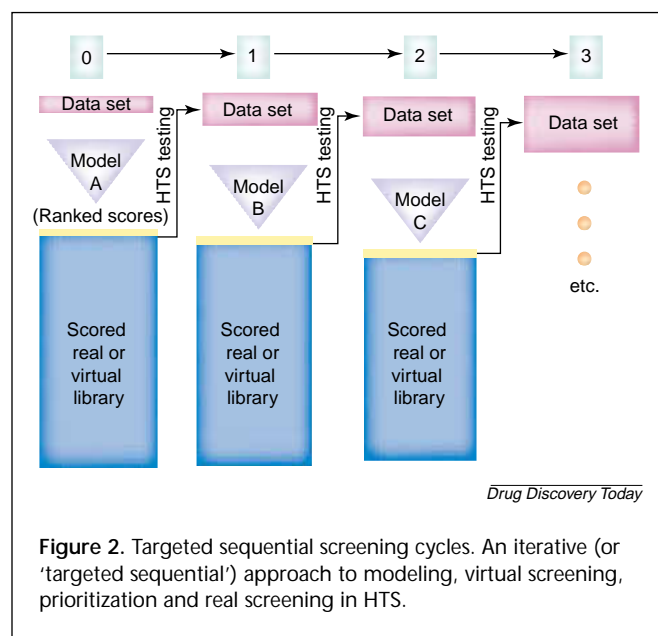 0
1
2
3
Data set
Data set
Data set
Data set
HTS testing
HTS testing
HTS testing
Model
A
(Ranked scores)
Model
B
Model
C
Scored
real or
virtual
library
Scored
real or
virtual
library
Scored
real or
virtual
library
etc.
Drug Discovery Today
Figure 2. Targeted sequential screening cycles. An iterative (or
‘targeted sequential’) approach to modeling, virtual screening,
prioritization and real screening in HTS.